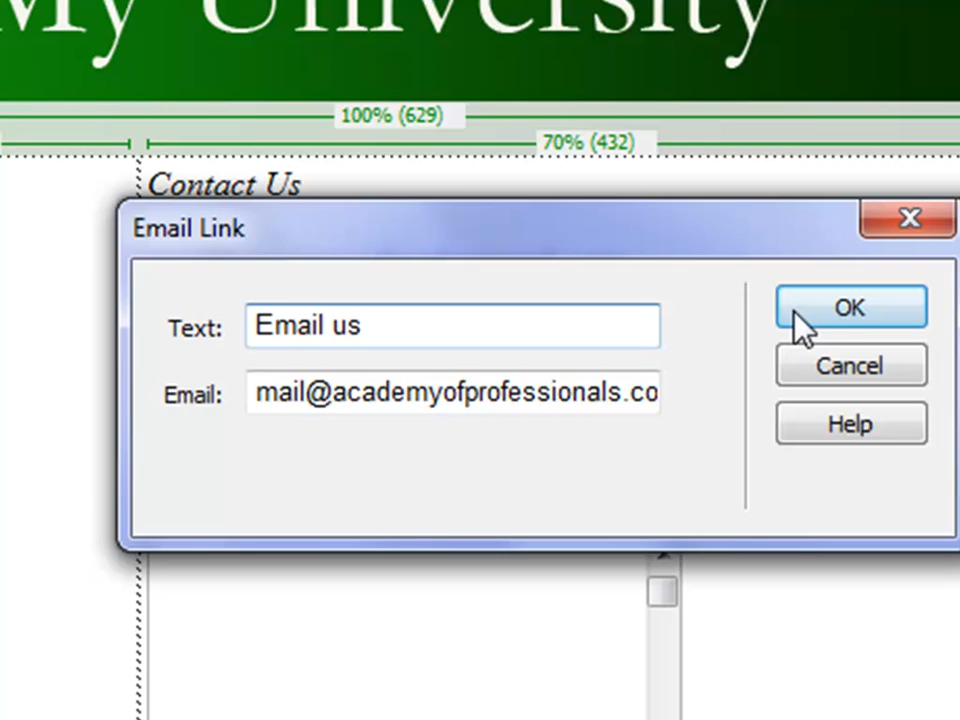 My University
100% (629)
70% (432)
Contact Us
Email Link
Text: Email us
OK
Email: mail@academyofprofessionals.co
Cancel
Help